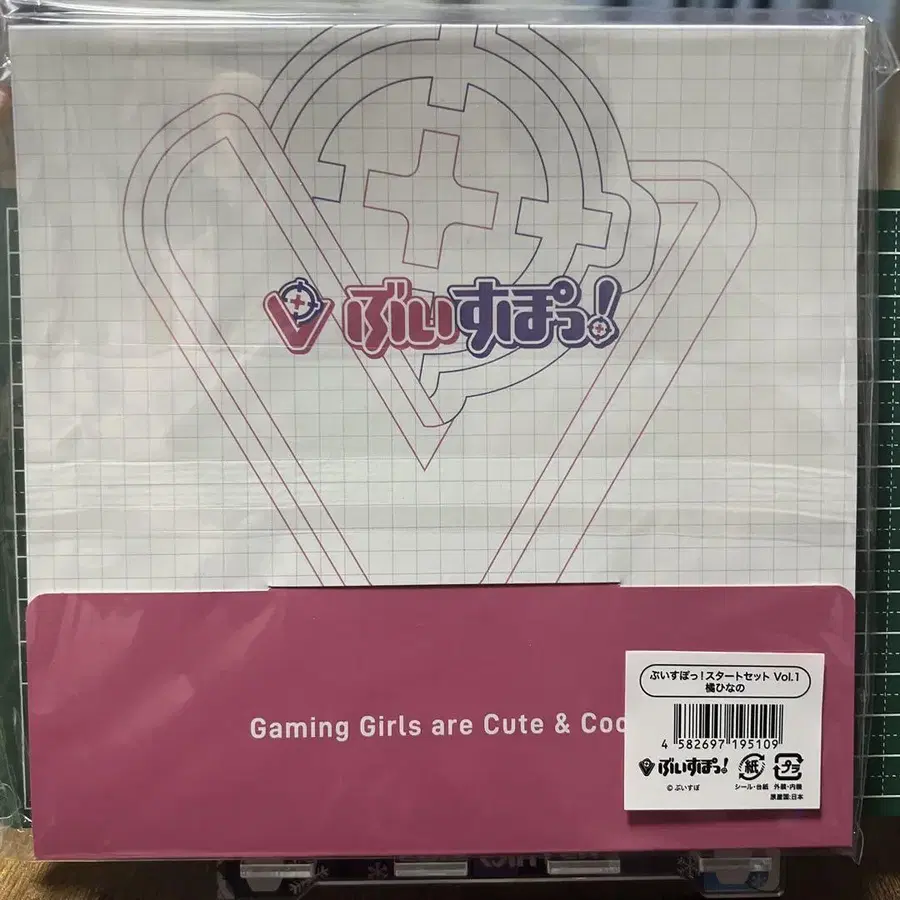 ぶいすぽっ!
Gaming Girls are Cute & Coo
ぶいすぽっ!スタートセット Vol.1
橘ひなの
4 582697 195109
ぶいすぽっ!
紙 プラ
© ぶいすぽ シール・台紙 外装・内装
原産国:日本